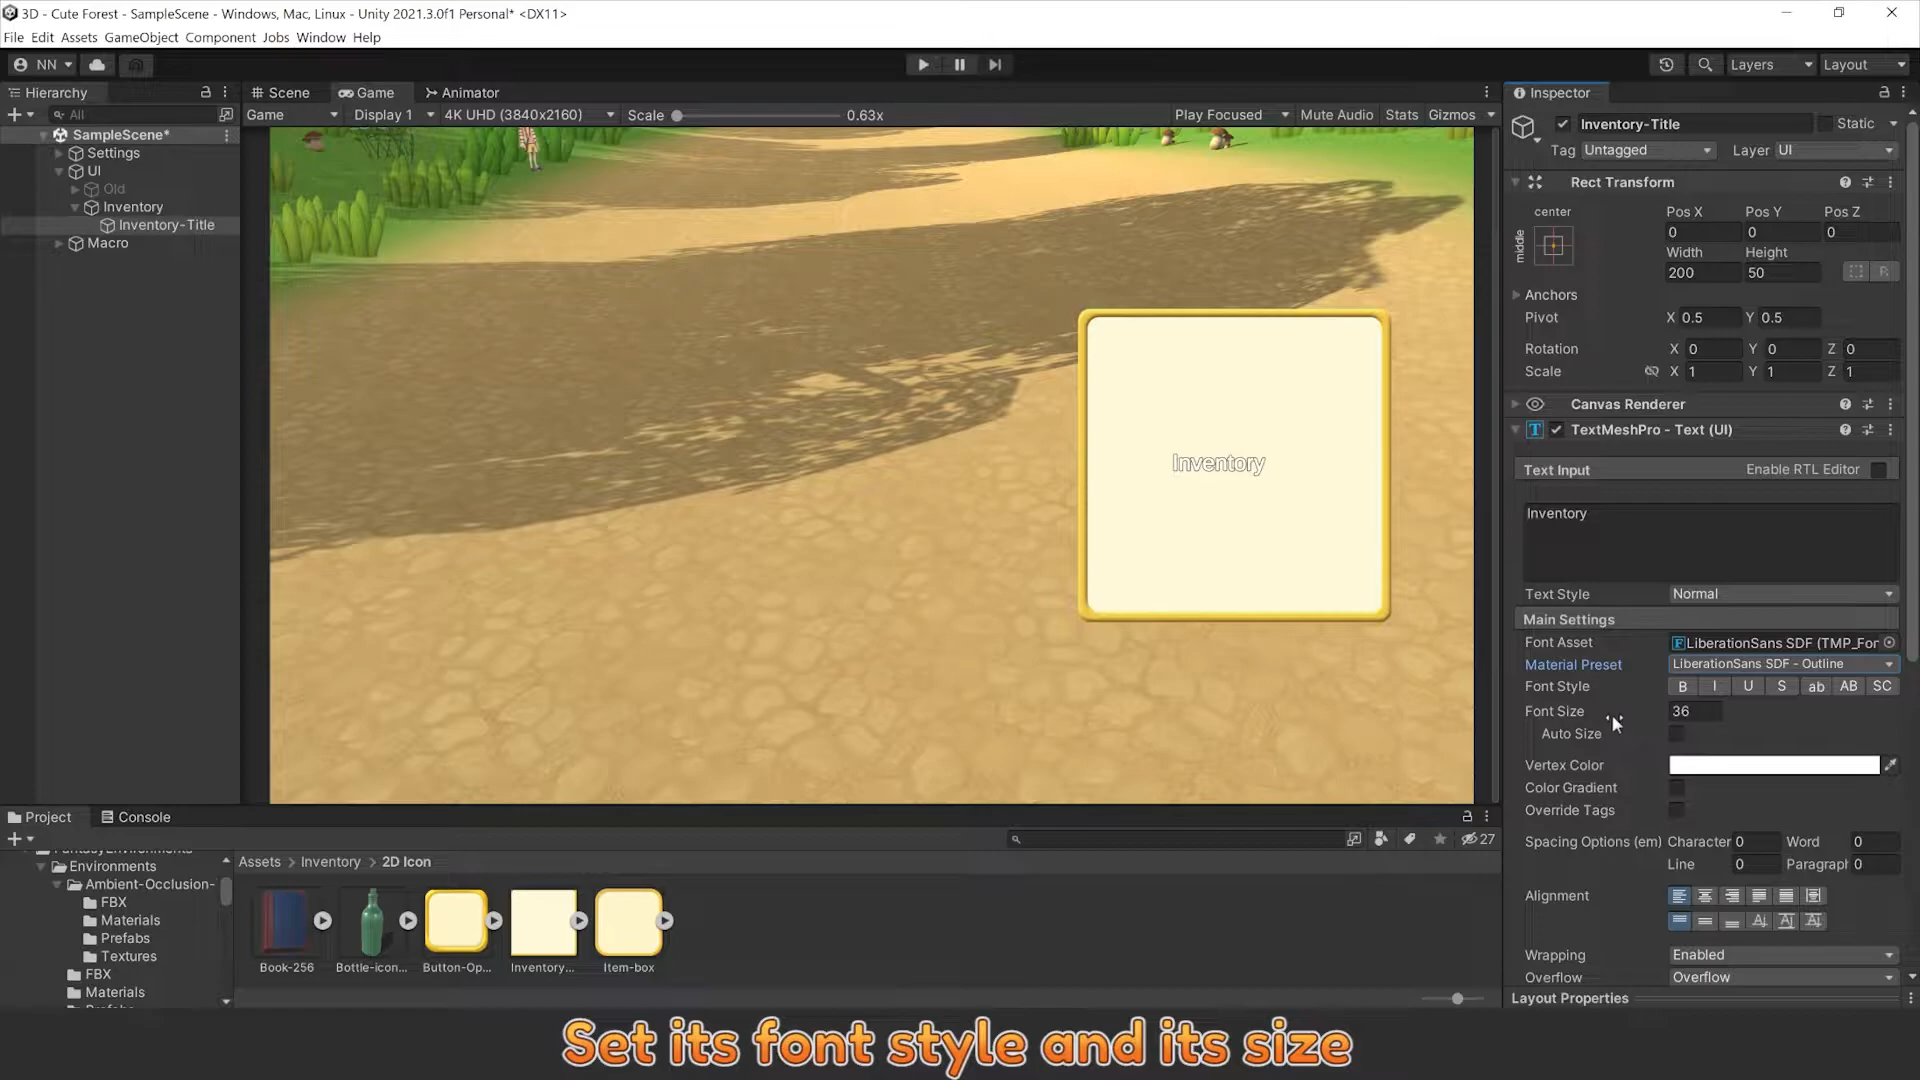 3D - Cute Forest - SampleScene - Windows, Mac, Linux - Unity 2021.3.0f1 Personal* <DX11>
File Edit Assets GameObject Component Jobs Window Help
NN Layers Layout
Hierarchy Scene Game Animator Inspector
All Game Display 1 4K UHD (3840x2160) Scale 0.63x Play Focused Mute Audio Stats Gizmos
SampleScene*
Settings
UI
Old
Inventory
Inventory-Title
Macro
Inventory
Inventory-Title Static
Tag Untagged Layer UI
Rect Transform
center
middle
Pos X Pos Y Pos Z
0 0 0
Width Height
200 50 R
Anchors
Pivot X 0.5 Y 0.5
Rotation X 0 Y 0 Z 0
Scale X 1 Y 1 Z 1
Canvas Renderer
TextMeshPro - Text (UI)
Text Input Enable RTL Editor
Inventory
Text Style Normal
Main Settings
Font Asset F LiberationSans SDF (TMP_For
Material Preset LiberationSans SDF - Outline
Font Style B I U S ab AB SC
Font Size 36
Auto Size
Vertex Color
Color Gradient
Override Tags
Spacing Options (em) Character 0 Word 0
Line 0 Paragraph 0
Alignment
Wrapping Enabled
Overflow Overflow
Layout Properties
Project Console
27
Assets > Inventory > 2D Icon
Environments
Ambient-Occlusion-
FBX
Materials
Prefabs
Textures
FBX
Materials
Book-256 Bottle-icon... Button-Op... Inventory... Item-box
Set its font style and its size